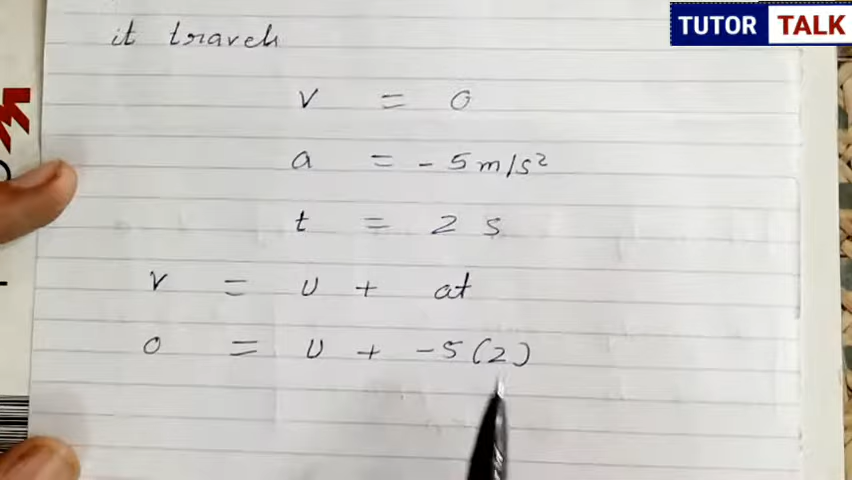 TUTOR TALK
it travels
v = 0
a = -5 m/s²
t = 2 s
v = u + at
0 = u + -5(2)